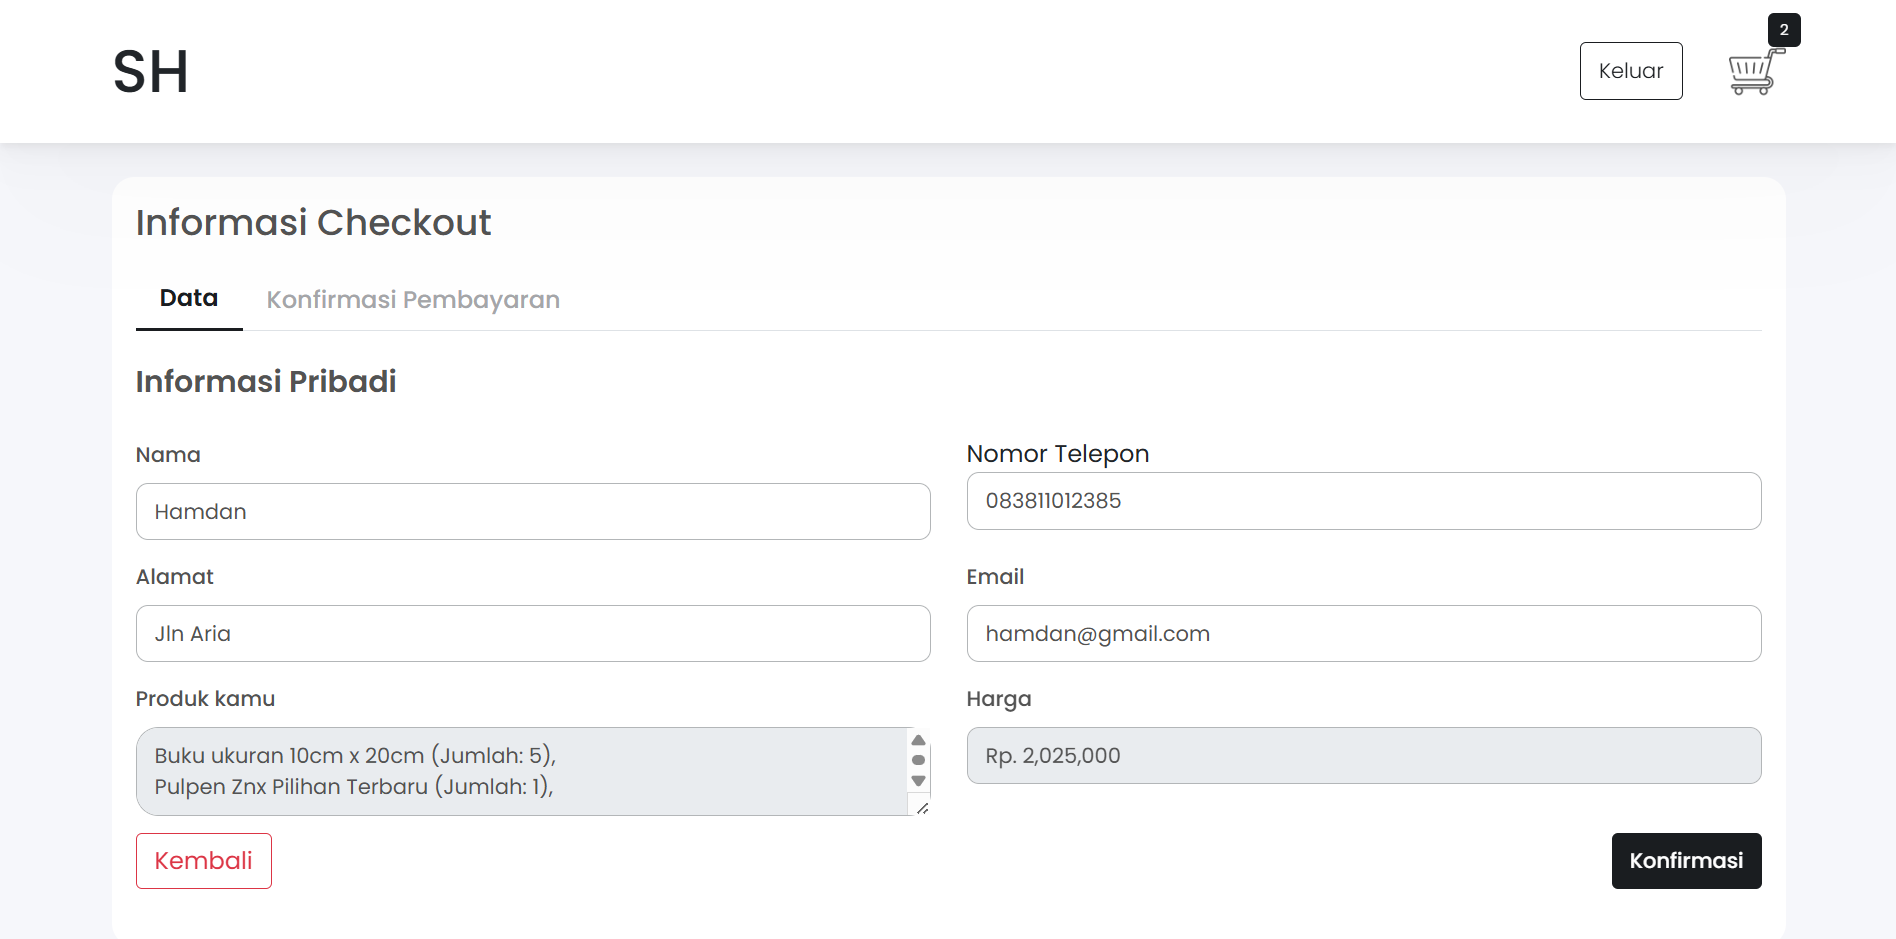 SH
Keluar
2
Informasi Checkout
Data
Konfirmasi Pembayaran
Informasi Pribadi
Nama
Hamdan
Nomor Telepon
083811012385
Alamat
Jln Aria
Email
hamdan@gmail.com
Produk kamu
Buku ukuran 10cm x 20cm (Jumlah: 5),
Pulpen Znx Pilihan Terbaru (Jumlah: 1),
Harga
Rp. 2,025,000
Kembali
Konfirmasi